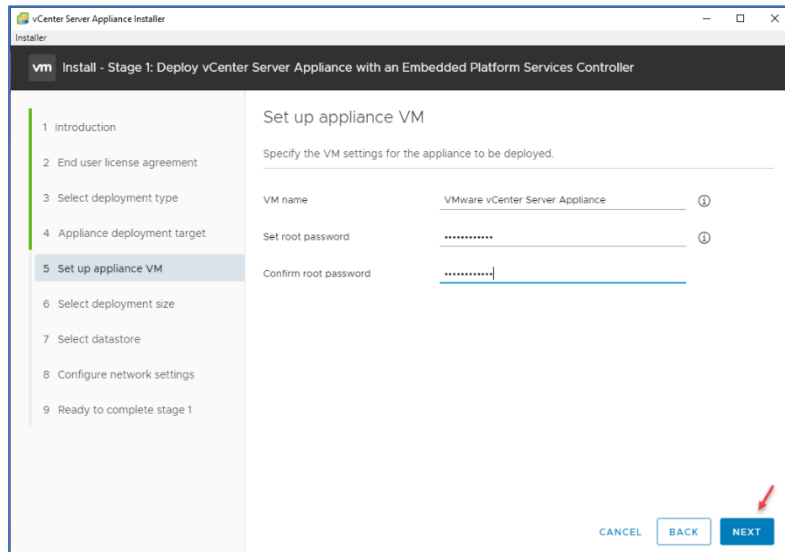 vCenter Server Appliance Installer
Installer
vm Install - Stage 1: Deploy vCenter Server Appliance with an Embedded Platform Services Controller
1 Introduction
2 End user license agreement
3 Select deployment type
4 Appliance deployment target
5 Set up appliance VM
6 Select deployment size
7 Select datastore
8 Configure network settings
9 Ready to complete stage 1
Set up appliance VM
Specify the VM settings for the appliance to be deployed.
VM name VMware vCenter Server Appliance
Set root password ••••••••••••
Confirm root password ••••••••••••
CANCEL BACK NEXT